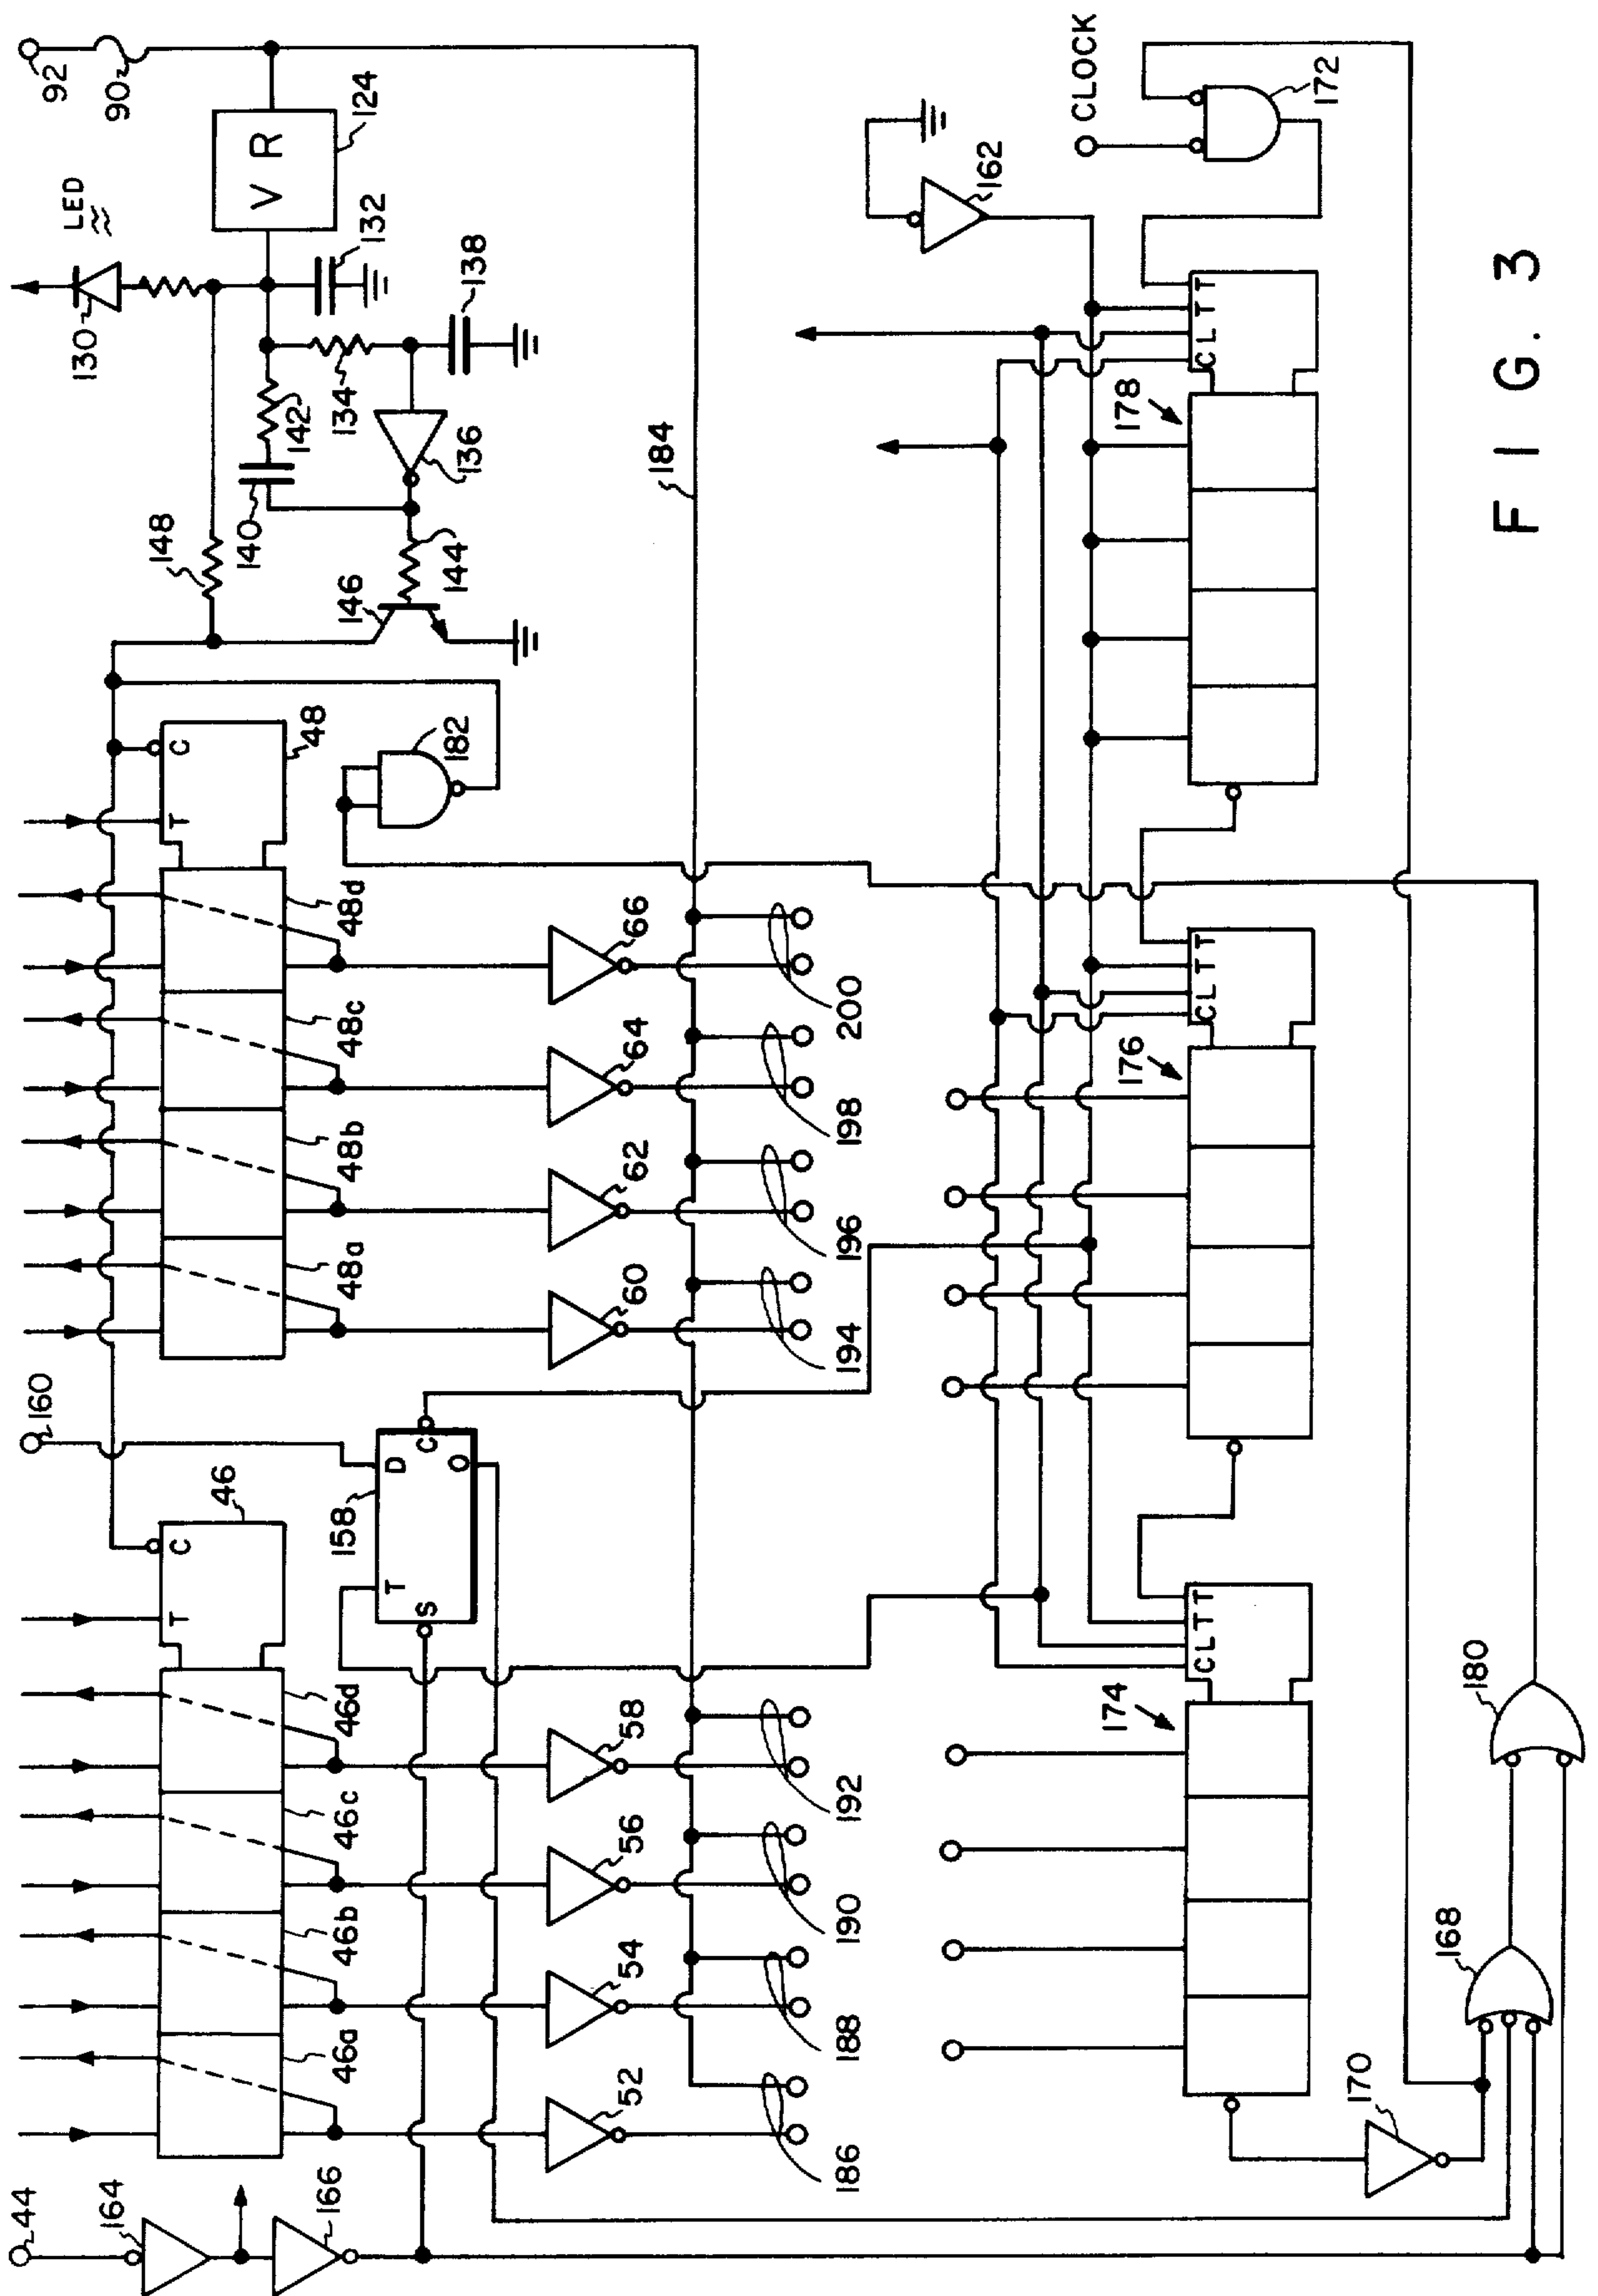 44
164
166
46a
46b
46c
46d
T
C
46
160
48a
48b
48c
48d
T
C
48
148
130
LED
V R
124
90
92
132
142
140
134
138
136
144
146
182
158
T
D
S
C
O
52
54
56
58
60
62
64
66
184
186
188
190
192
194
196
198
200
162
CLOCK
172
174
C L T T
176
C L T T
178
C L T T
170
168
180
FIG. 3